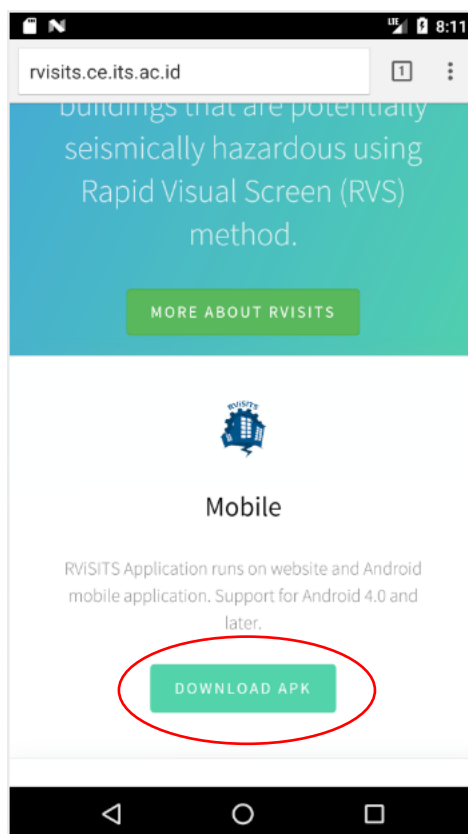 LTE 8:11
rvisits.ce.its.ac.id 1
buildings that are potentially
seismically hazardous using
Rapid Visual Screen (RVS)
method.
MORE ABOUT RVISITS
RViSITS
Mobile
RViSITS Application runs on website and Android
mobile application. Support for Android 4.0 and
later.
DOWNLOAD APK